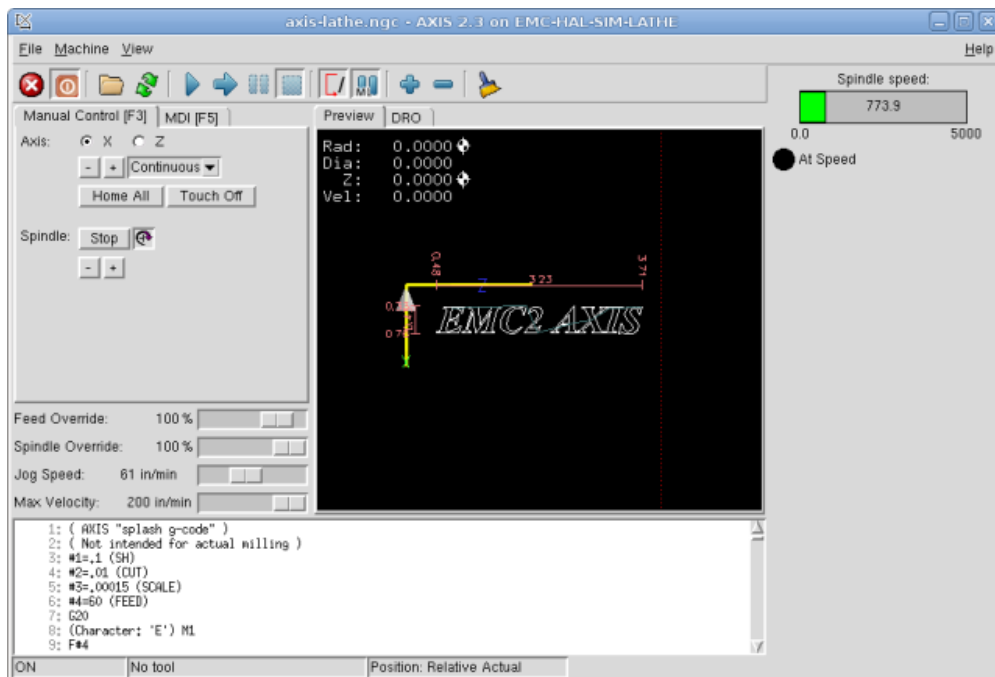 axis-lathe.ngc - AXIS 2.3 on EMC-HAL-SIM-LATHE
File Machine View Help
Manual Control [F3] MDI [F5]
Axis: X Z
- + Continuous
Home All Touch Off
Spindle: Stop
- +
Feed Override: 100 %
Spindle Override: 100 %
Jog Speed: 61 in/min
Max Velocity: 200 in/min
Preview DRO
Rad: 0.0000
Dia: 0.0000
Z: 0.0000
Vel: 0.0000
0.48 3.23 3.71
Z
0.76
X
EMC2 AXIS
Spindle speed:
773.9
0.0 5000
At Speed
1: ( AXIS "splash g-code" )
2: ( Not intended for actual milling )
3: #1=.1 (SH)
4: #2=.01 (CUT)
5: #3=.00015 (SCALE)
6: #4=60 (FEED)
7: G20
8: (Character: 'E') M1
9: F#4
ON No tool Position: Relative Actual